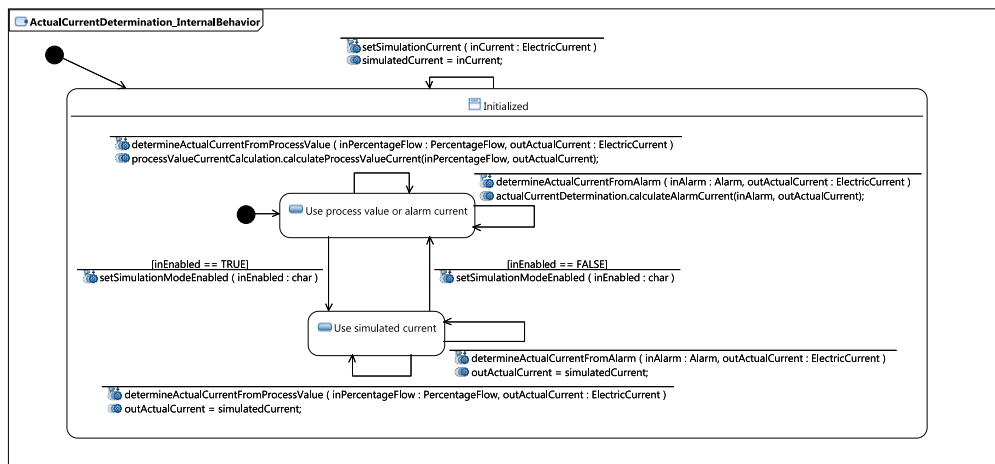 ActualCurrentDetermination_InternalBehavior
setSimulationCurrent ( inCurrent : ElectricCurrent )
simulatedCurrent = inCurrent;
Initialized
determineActualCurrentFromProcessValue ( inPercentageFlow : PercentageFlow, outActualCurrent : ElectricCurrent )
processValueCurrentCalculation.calculateProcessValueCurrent(inPercentageFlow, outActualCurrent);
determineActualCurrentFromAlarm ( inAlarm : Alarm, outActualCurrent : ElectricCurrent )
actualCurrentDetermination.calculateAlarmCurrent(inAlarm, outActualCurrent);
Use process value or alarm current
[inEnabled == TRUE]
setSimulationModeEnabled ( inEnabled : char )
[inEnabled == FALSE]
setSimulationModeEnabled ( inEnabled : char )
Use simulated current
determineActualCurrentFromAlarm ( inAlarm : Alarm, outActualCurrent : ElectricCurrent )
outActualCurrent = simulatedCurrent;
determineActualCurrentFromProcessValue ( inPercentageFlow : PercentageFlow, outActualCurrent : ElectricCurrent )
outActualCurrent = simulatedCurrent;